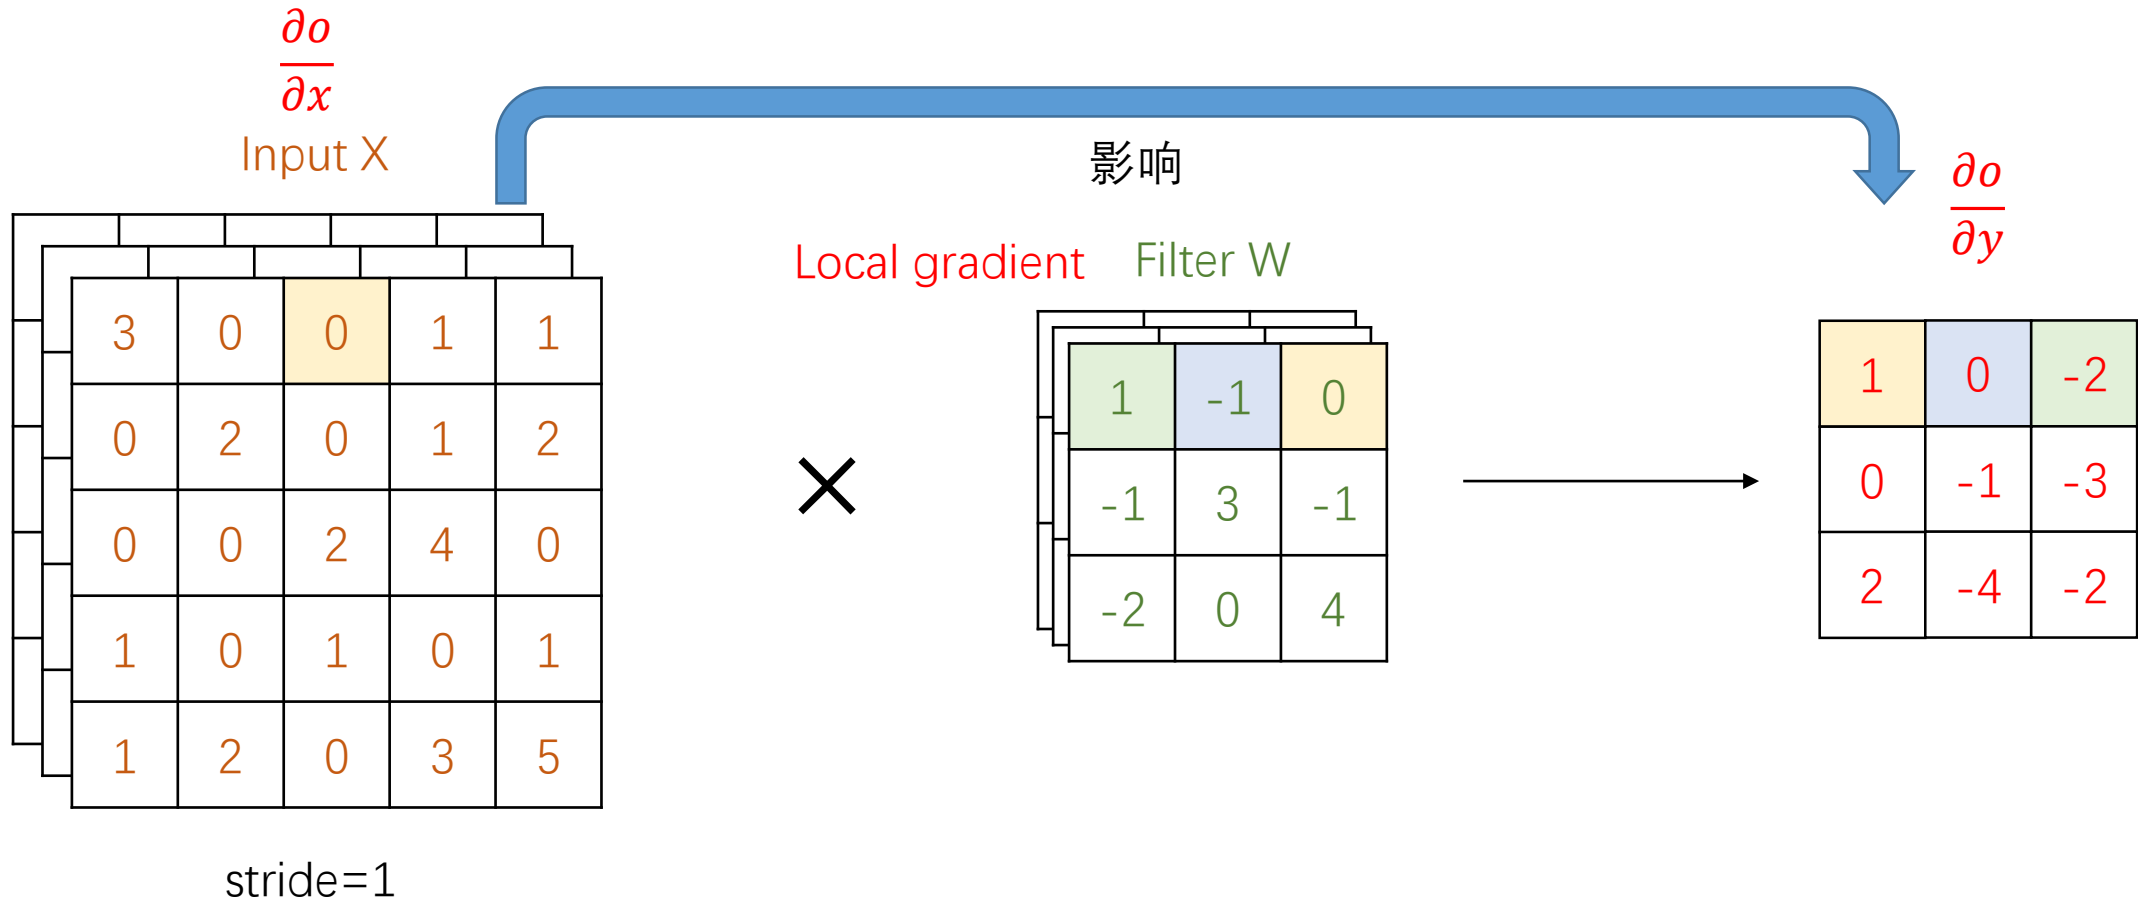 ∂o
∂x
Input X
影响
∂o
∂y
Local gradient Filter W
3 0 0 1 1
0 2 0 1 2
0 0 2 4 0
1 0 1 0 1
1 2 0 3 5
×
1 -1 0
-1 3 -1
-2 0 4
1 0 -2
0 -1 -3
2 -4 -2
stride=1